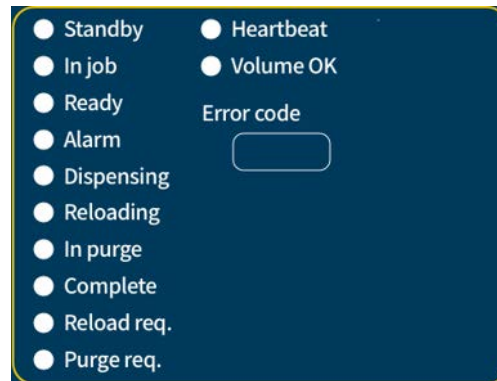 Standby
In job
Ready
Alarm
Dispensing
Reloading
In purge
Complete
Reload req.
Purge req.
Heartbeat
Volume OK
Error code